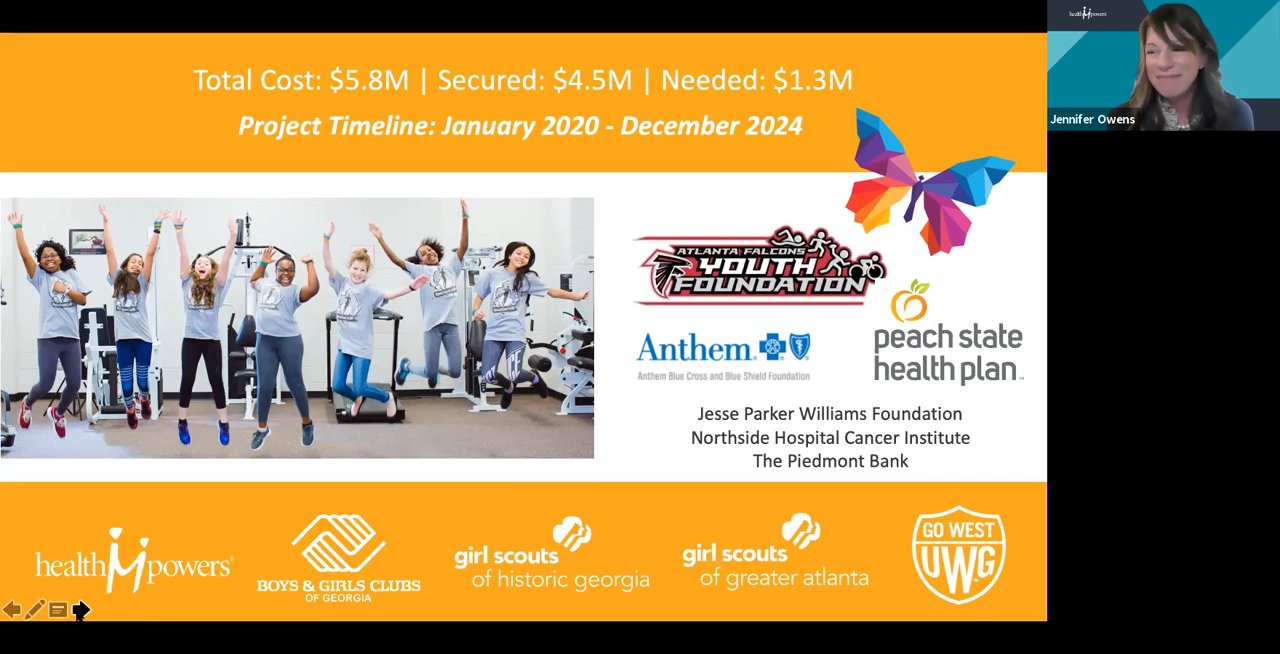 Total Cost: $5.8M | Secured: $4.5M | Needed: $1.3M
Project Timeline: January 2020 - December 2024
healthMpowers
Jennifer Owens
ATLANTA FALCONS
YOUTH
FOUNDATION
Anthem
Anthem Blue Cross and Blue Shield Foundation
peach state
health plan™
Jesse Parker Williams Foundation
Northside Hospital Cancer Institute
The Piedmont Bank
healthMpowers®
BOYS & GIRLS CLUBS
OF GEORGIA
girl scouts
of historic georgia
girl scouts
of greater atlanta
GO WEST
UWG